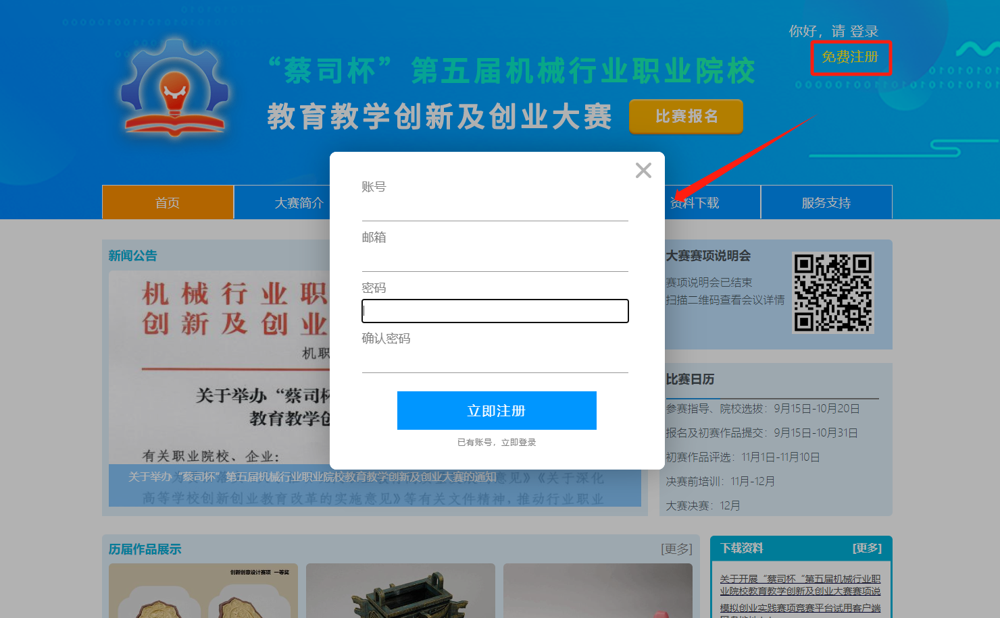 你好，请 登录
免费注册
“蔡司杯”第五届机械行业职业院校
教育教学创新及创业大赛
比赛报名
首页
大赛简介
资料下载
服务支持
账号
邮箱
密码
确认密码
立即注册
已有账号，立即登录
新闻公告
机械行业职
创新及创业
机职
关于举办“蔡司杯
教育教学创
有关职业院校、企业：
关于举办“蔡司杯”第五届机械行业职业院校教育教学创新及创业大赛的通知
意见》《关于深化
高等学校创新创业教育改革的实施意见》等有关文件精神，推动行业职业
大赛赛项说明会
赛项说明会已结束
扫描二维码查看会议详情
比赛日历
参赛指导、院校选拔：9月15日-10月20日
报名及初赛作品提交：9月15日-10月31日
初赛作品评选：11月1日-11月10日
决赛前培训：11月-12月
大赛决赛：12月
历届作品展示
[更多]
创新创意设计赛项 一等奖
下载资料
[更多]
关于开展“蔡司杯“第五届机械行业职
业院校教育教学创新及创业大赛赛项说
模拟创业实践赛项竞赛平台试用客户端